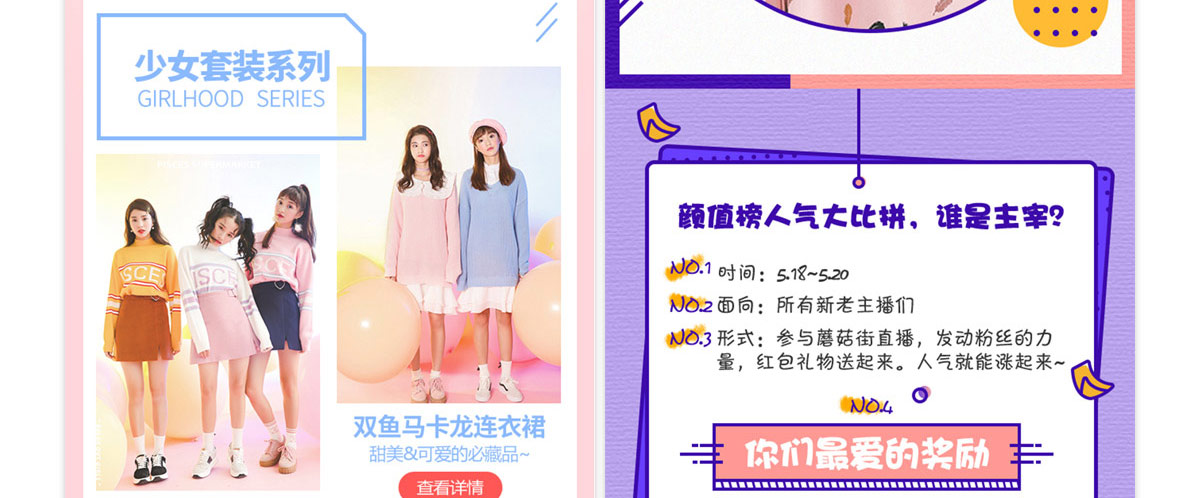 少女套装系列
GIRLHOOD SERIES
双鱼马卡龙连衣裙
甜美&可爱的必藏品~
查看详情
颜值榜人气大比拼，谁是主宰？
NO.1 时间：5.18~5.20
NO.2 面向：所有新老主播们
NO.3 形式：参与蘑菇街直播，发动粉丝的力
量，红包礼物送起来。人气就能涨起来~
NO.4
你们最爱的奖励